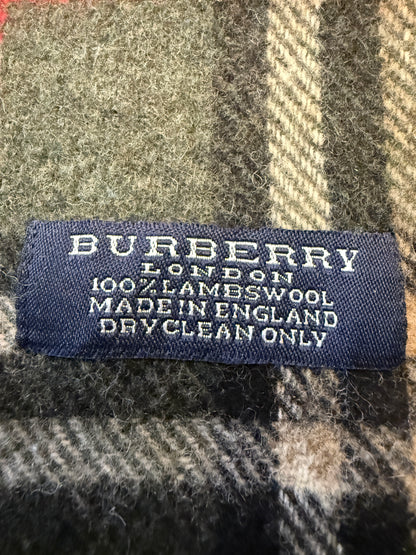 BURBERRY
LONDON
100% LAMBSWOOL
MADE IN ENGLAND
DRYCLEAN ONLY